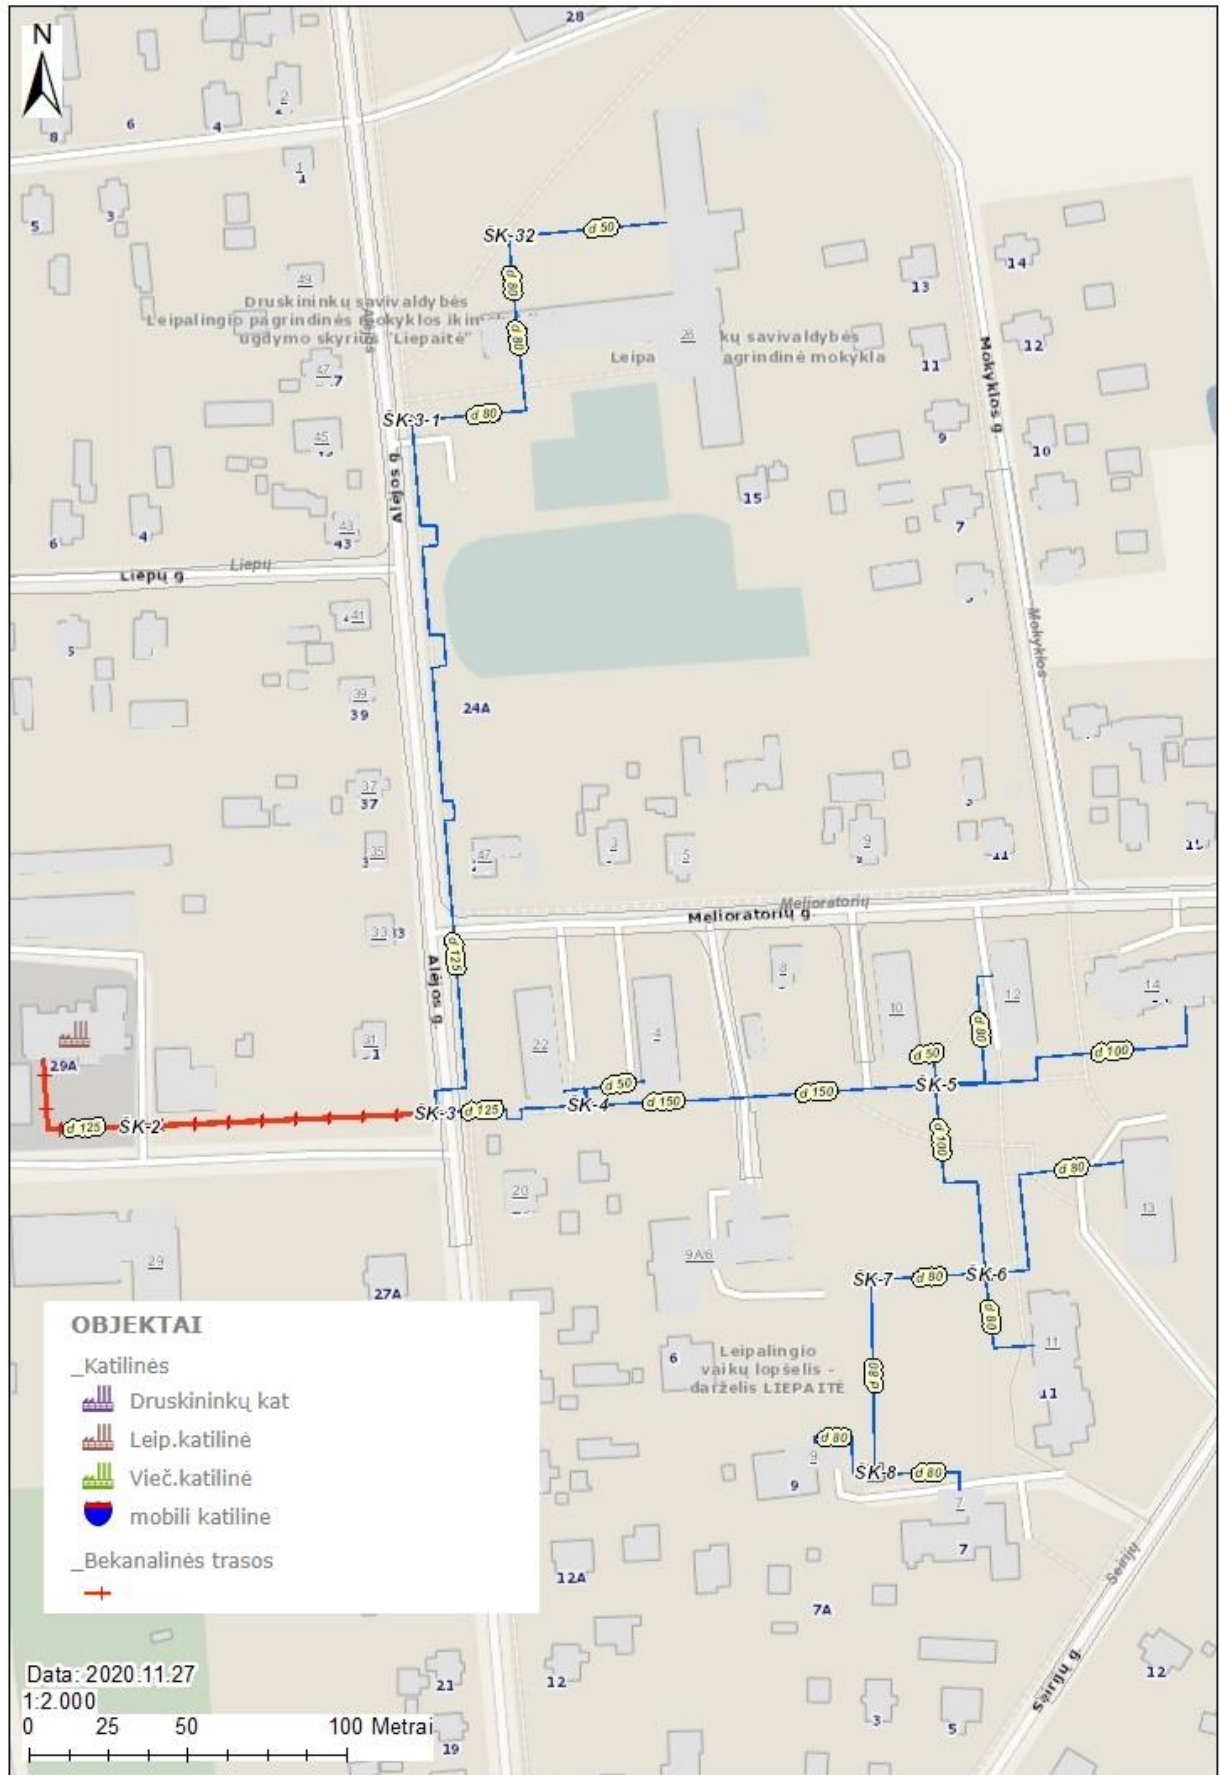 N
28
2
8
6
4
1
5
3
ŠK-32
d 50
d 80
14
13
49
Druskininkų savivaldybės
Leipalingio pagrindinės mokyklos ikim
ugdymo skyrius "Liepaitė"
d 80
26
kų savivaldybės
Leipa
agrindinė mokykla
Mokyklos g.
12
11
47
ŠK-3-1
d 80
9
45
10
Alėjos g.
15
6
4
43
43
7
Liepų g
Liepų
41
5
Mokyklos
39
39
24A
37
37
35
47
3
5
9
11
33
Melioratorių
Melioratorių g.
d 125
Alėjos g.
8
10
12
14
31
29A
22
4
d 80
d 100
d 50
d 50
ŠK-5
d 125
ŠK-2
ŠK-3
d 125
ŠK-4
d 150
d 150
d 100
d 80
20
13
29
9A/6
27A
ŠK-7
d 80
ŠK-6
d 80
11
11
OBJEKTAI
_Katilinės
Druskininkų kat
Leip.katilinė
Vieč.katilinė
mobili katiline
_Bekanalinės trasos
6
Leipalingio
vaikų lopšelis -
darželis LIEPAITĖ
d 80
d 80
9
9
ŠK-8
d 80
7
7
12A
7A
Seirijų
Seirijų g.
12
12
21
3
5
19
Data: 2020.11.27
1:2.000
0 25 50 100 Metrai